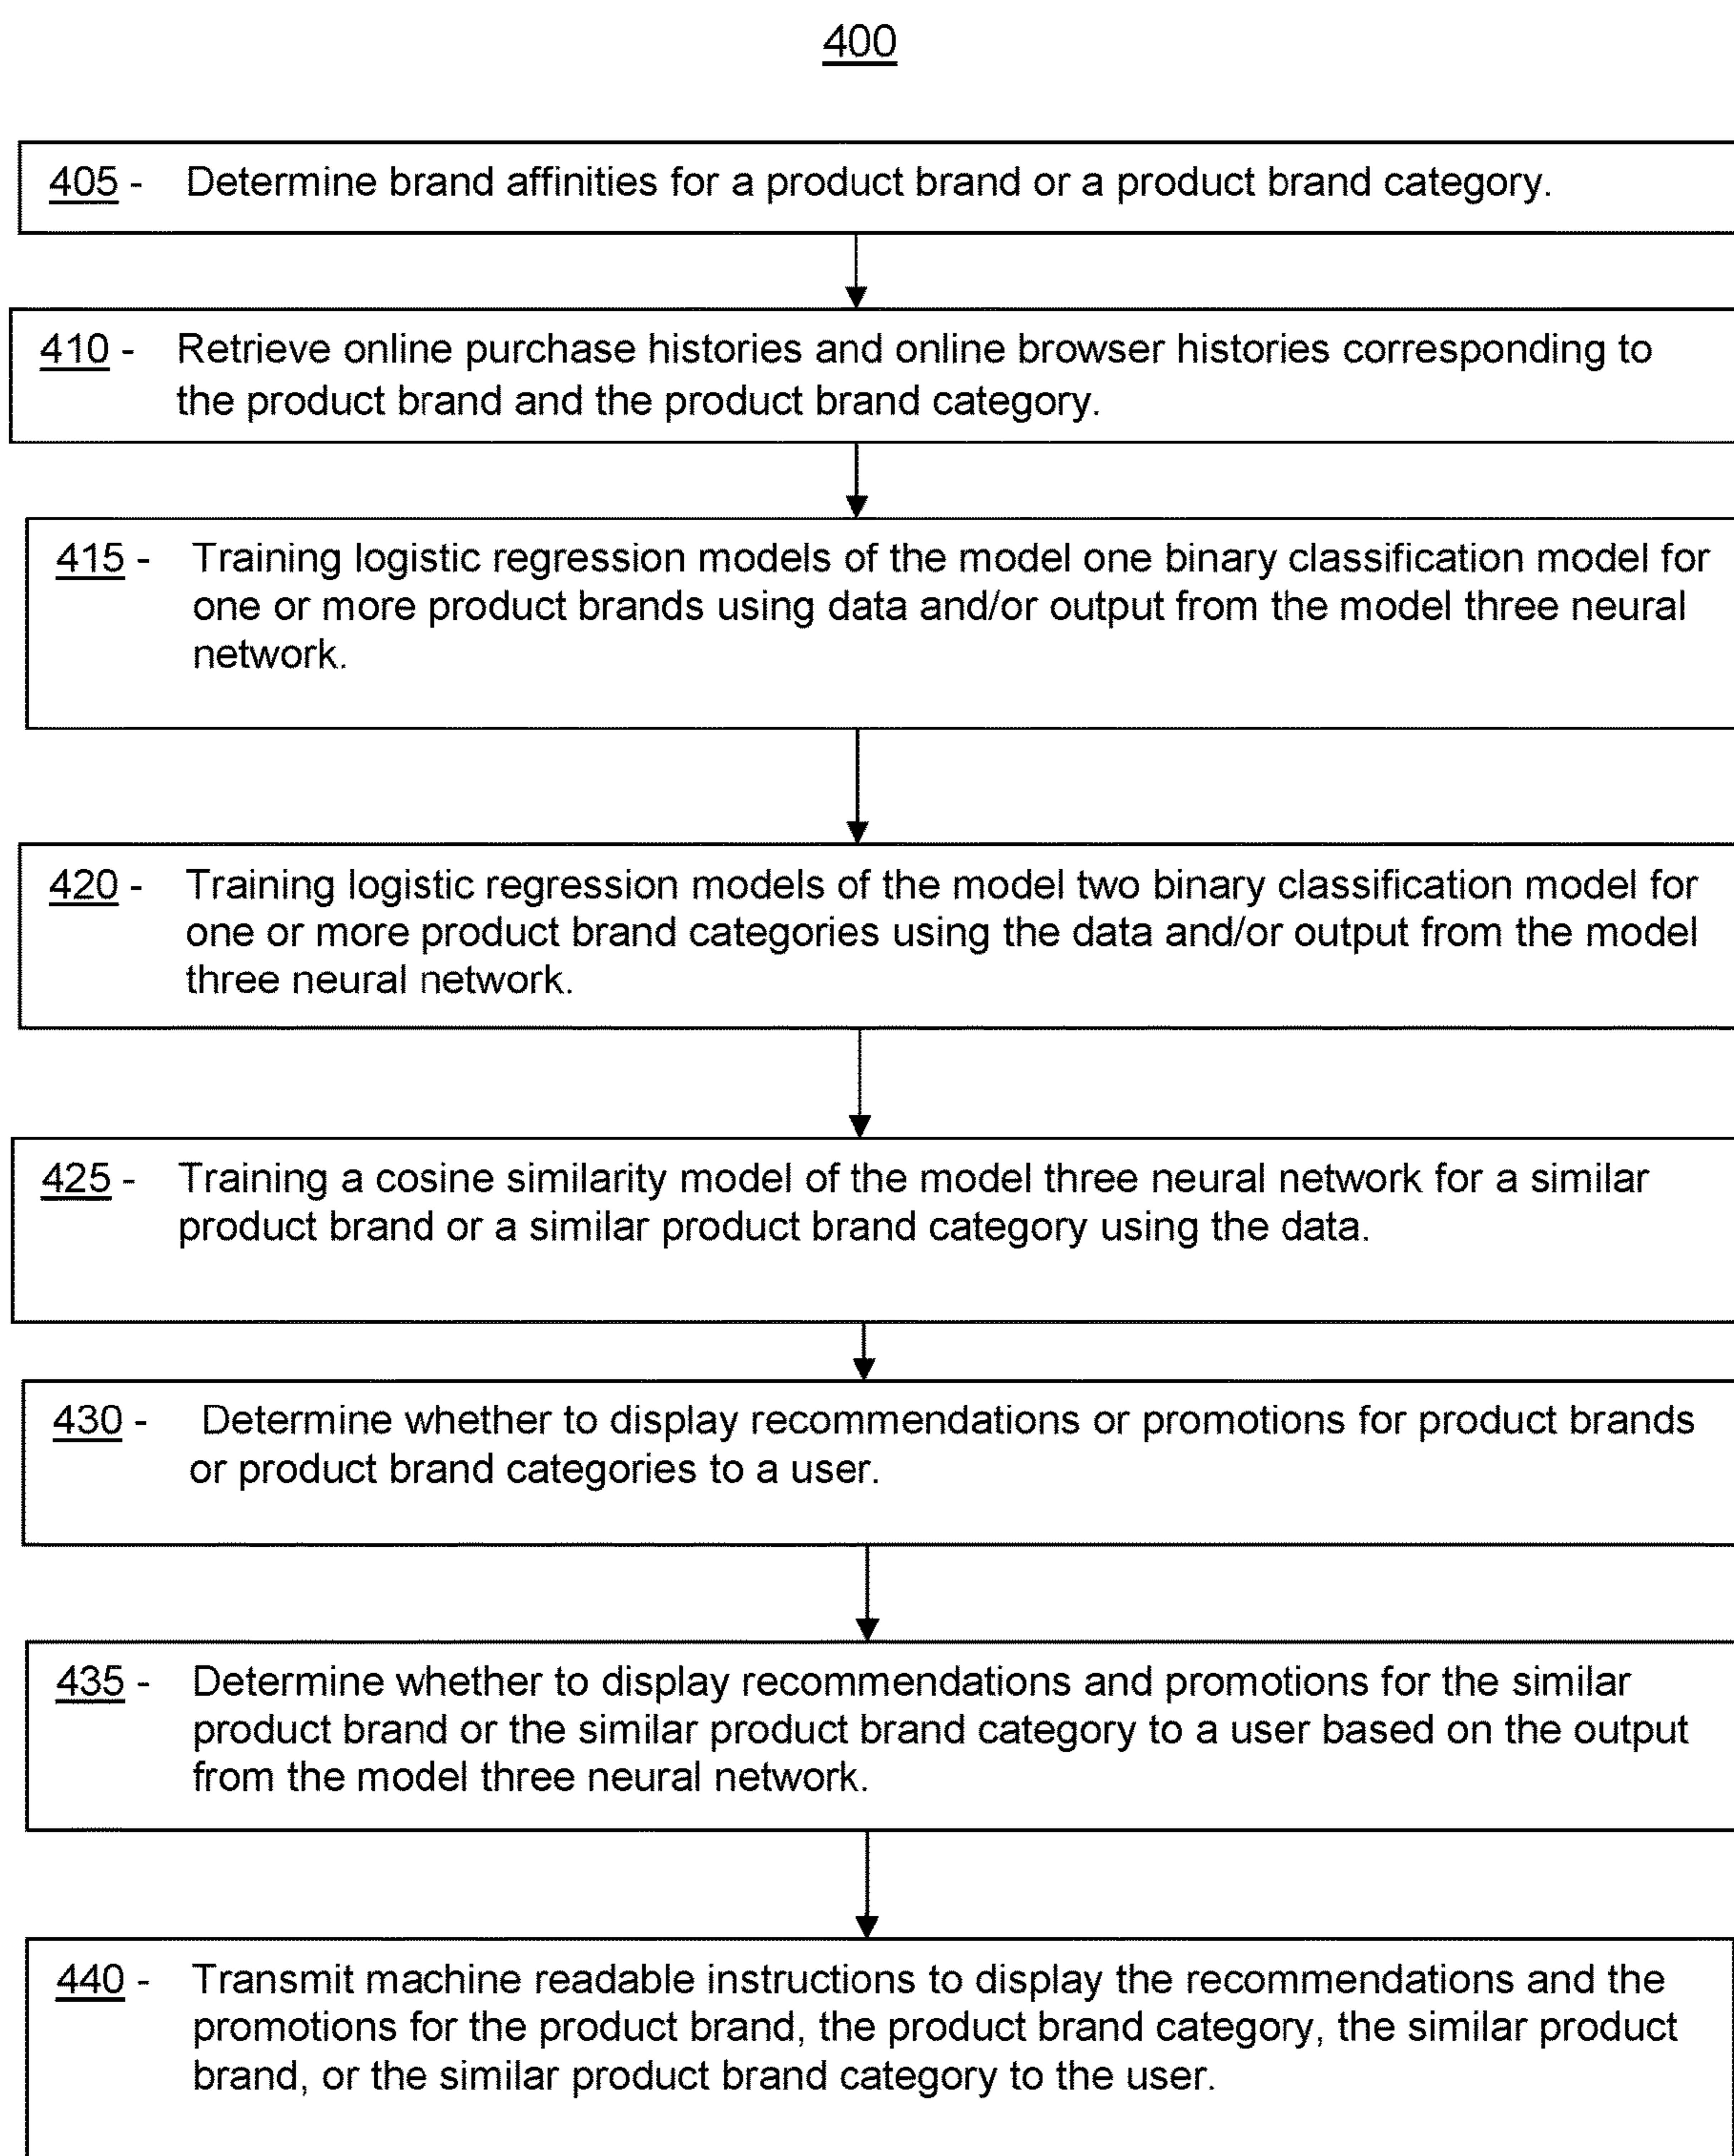 400
405 - Determine brand affinities for a product brand or a product brand category.
410 - Retrieve online purchase histories and online browser histories corresponding to
the product brand and the product brand category.
415 - Training logistic regression models of the model one binary classification model for
one or more product brands using data and/or output from the model three neural
network.
420 - Training logistic regression models of the model two binary classification model for
one or more product brand categories using the data and/or output from the model
three neural network.
425 - Training a cosine similarity model of the model three neural network for a similar
product brand or a similar product brand category using the data.
430 - Determine whether to display recommendations or promotions for product brands
or product brand categories to a user.
435 - Determine whether to display recommendations and promotions for the similar
product brand or the similar product brand category to a user based on the output
from the model three neural network.
440 - Transmit machine readable instructions to display the recommendations and the
promotions for the product brand, the product brand category, the similar product
brand, or the similar product brand category to the user.